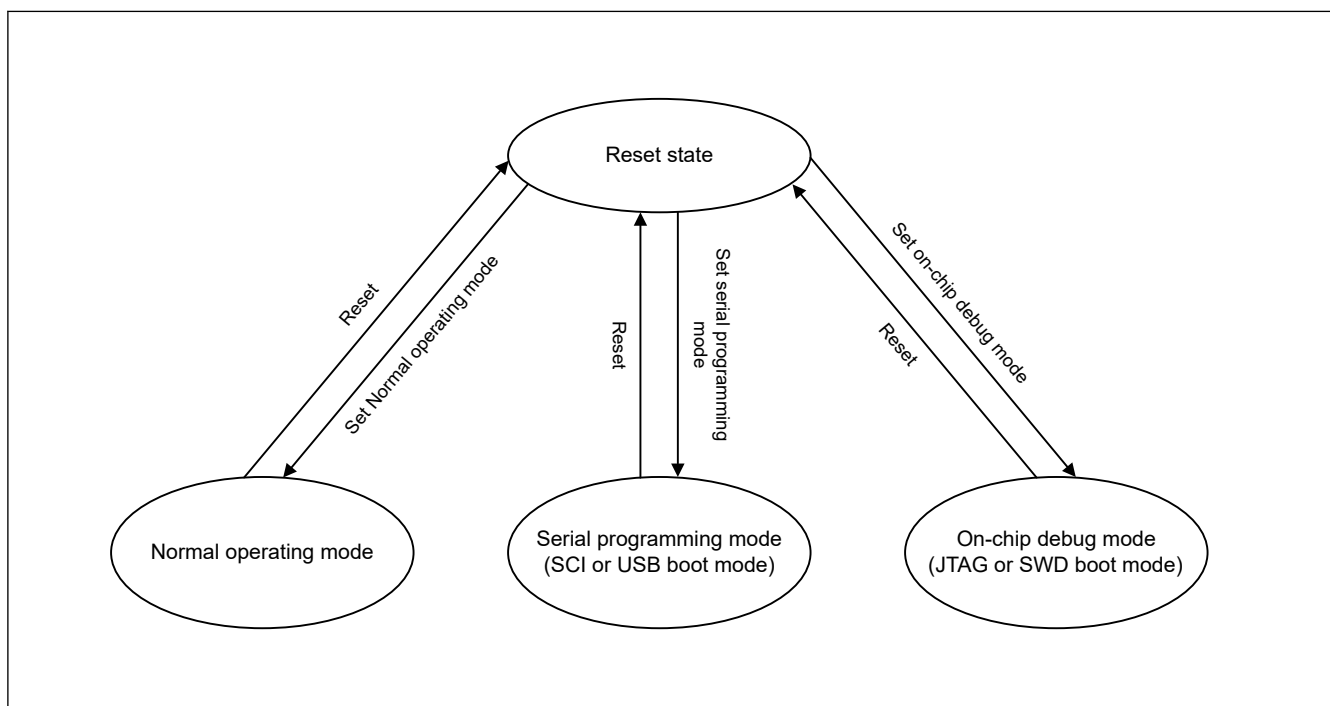 Reset state
Reset
Set Normal operating mode
Reset
Set serial programming
mode
Set on-chip debug mode
Reset
Normal operating mode
Serial programming mode
(SCI or USB boot mode)
On-chip debug mode
(JTAG or SWD boot mode)